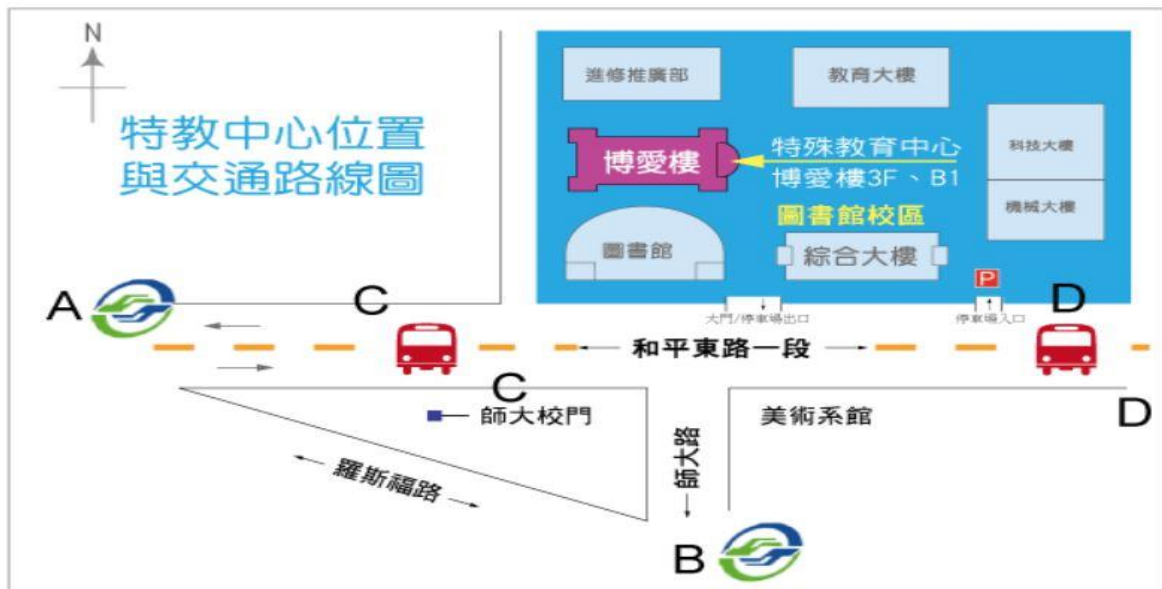 N
特教中心位置
與交通路線圖
進修推廣部
教育大樓
博愛樓
特殊教育中心
博愛樓3F、B1
科技大樓
圖書館校區
機械大樓
圖書館
綜合大樓
P
A
C
D
大門/停車場出口
停車場入口
和平東路一段
C
D
師大校門
美術系館
羅斯福路
師大路
B